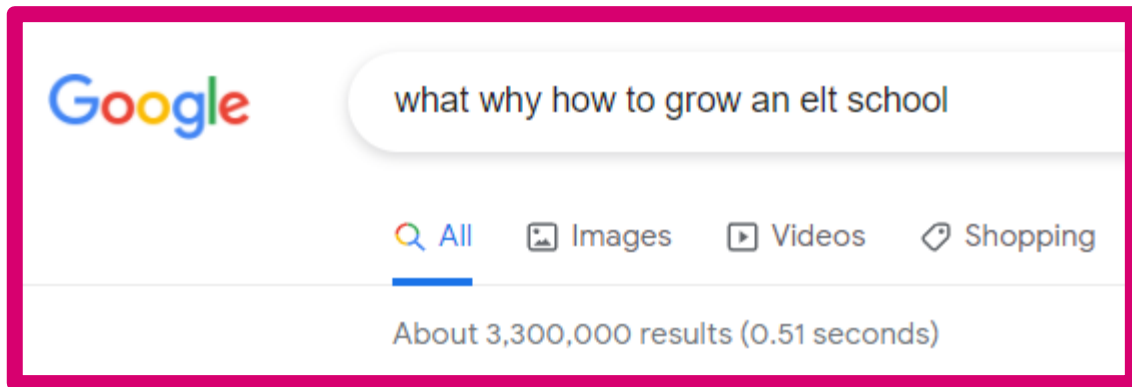 Google
what why how to grow an elt school
All Images Videos Shopping
About 3,300,000 results (0.51 seconds)